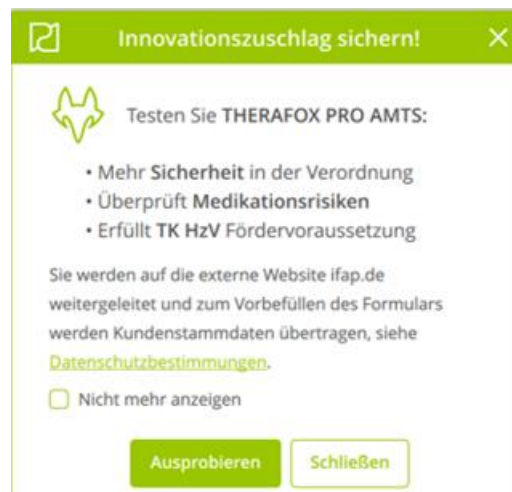 Innovationszuschlag sichern!
Testen Sie THERAFOX PRO AMTS:
• Mehr Sicherheit in der Verordnung
• Überprüft Medikationsrisiken
• Erfüllt TK HzV Fördervoraussetzung
Sie werden auf die externe Website ifap.de
weitergeleitet und zum Vorbefüllen des Formulars
werden Kundenstammdaten übertragen, siehe
Datenschutzbestimmungen.
Nicht mehr anzeigen
Ausprobieren Schließen